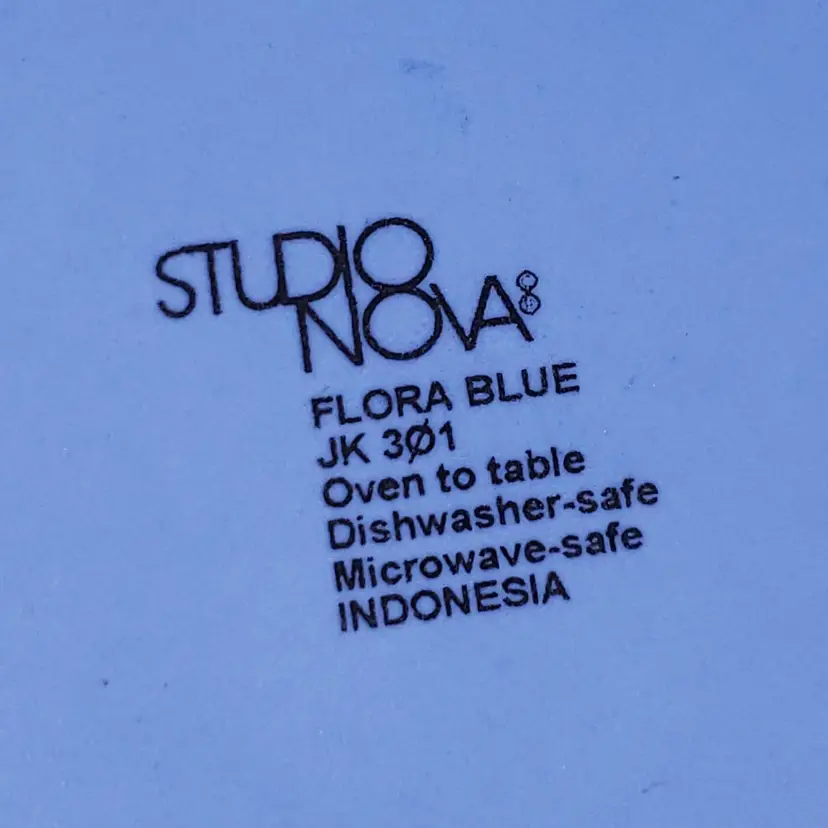 STUDIO
NOVA
FLORA BLUE
JK 3Ø1
Oven to table
Dishwasher-safe
Microwave-safe
INDONESIA